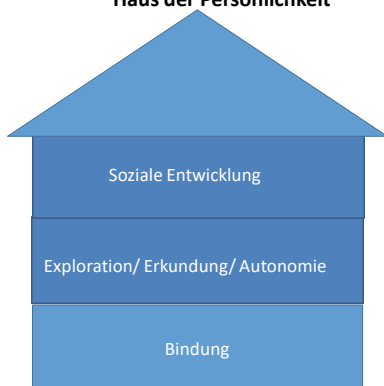 Haus der Persönlichkeit
Soziale Entwicklung
Exploration/ Erkundung/ Autonomie
Bindung